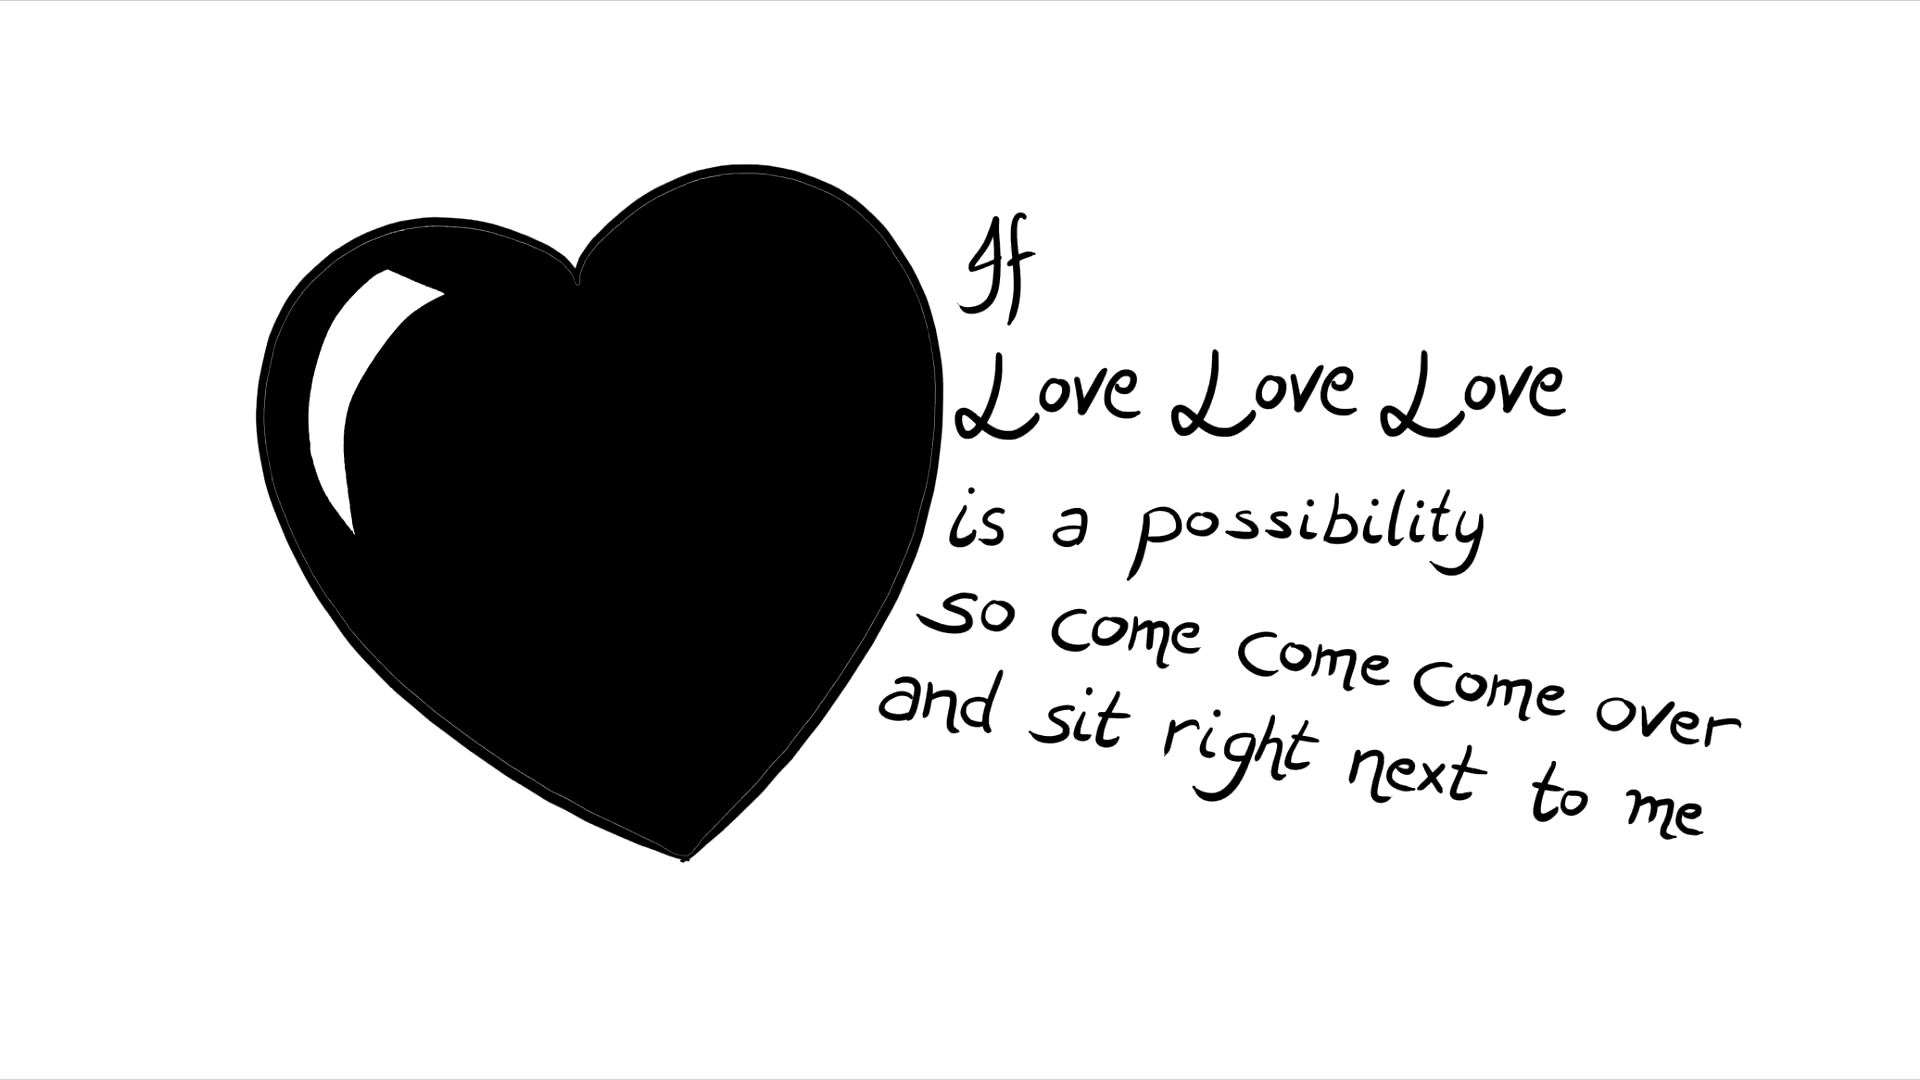 If
Love Love Love
is a possibility
so come come come over
and sit right next to me